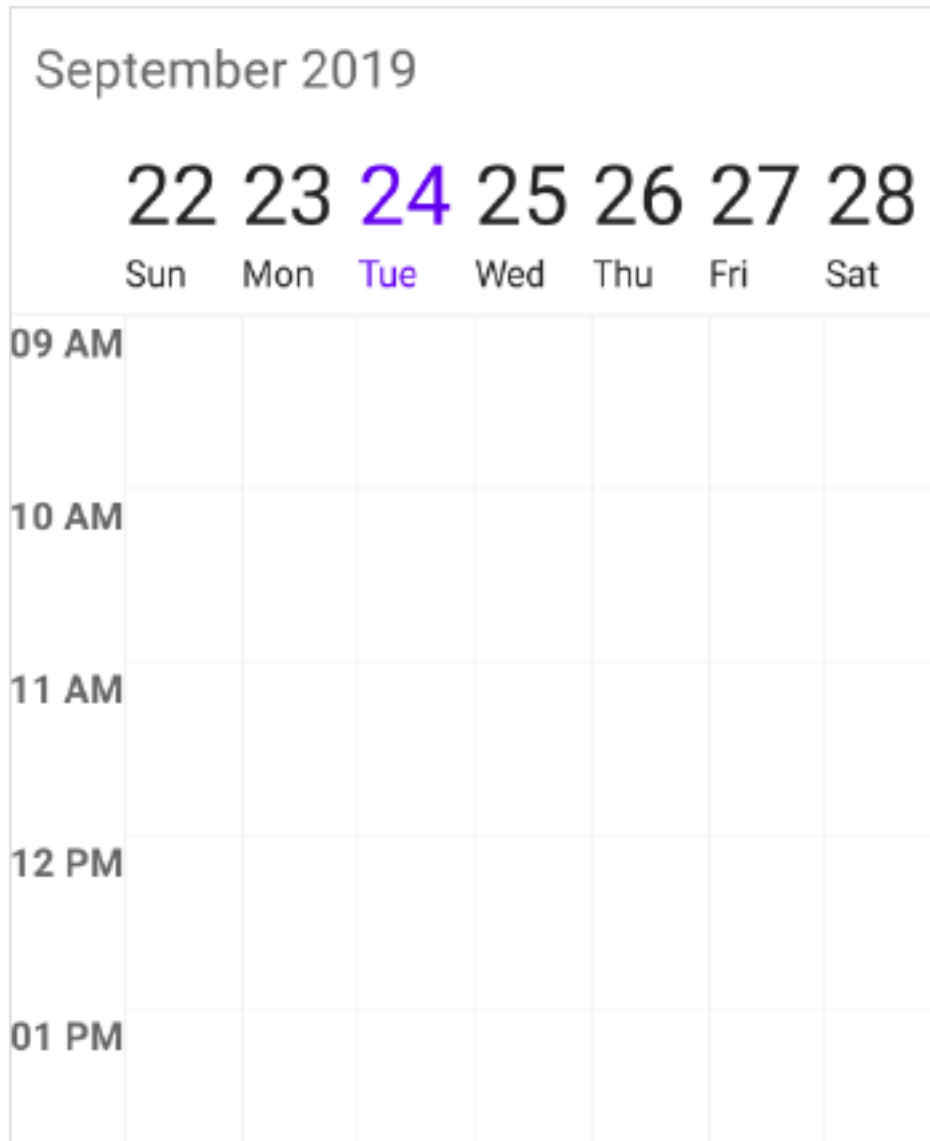 September 2019
22 23 24 25 26 27 28
Sun Mon Tue Wed Thu Fri Sat
09 AM
10 AM
11 AM
12 PM
01 PM